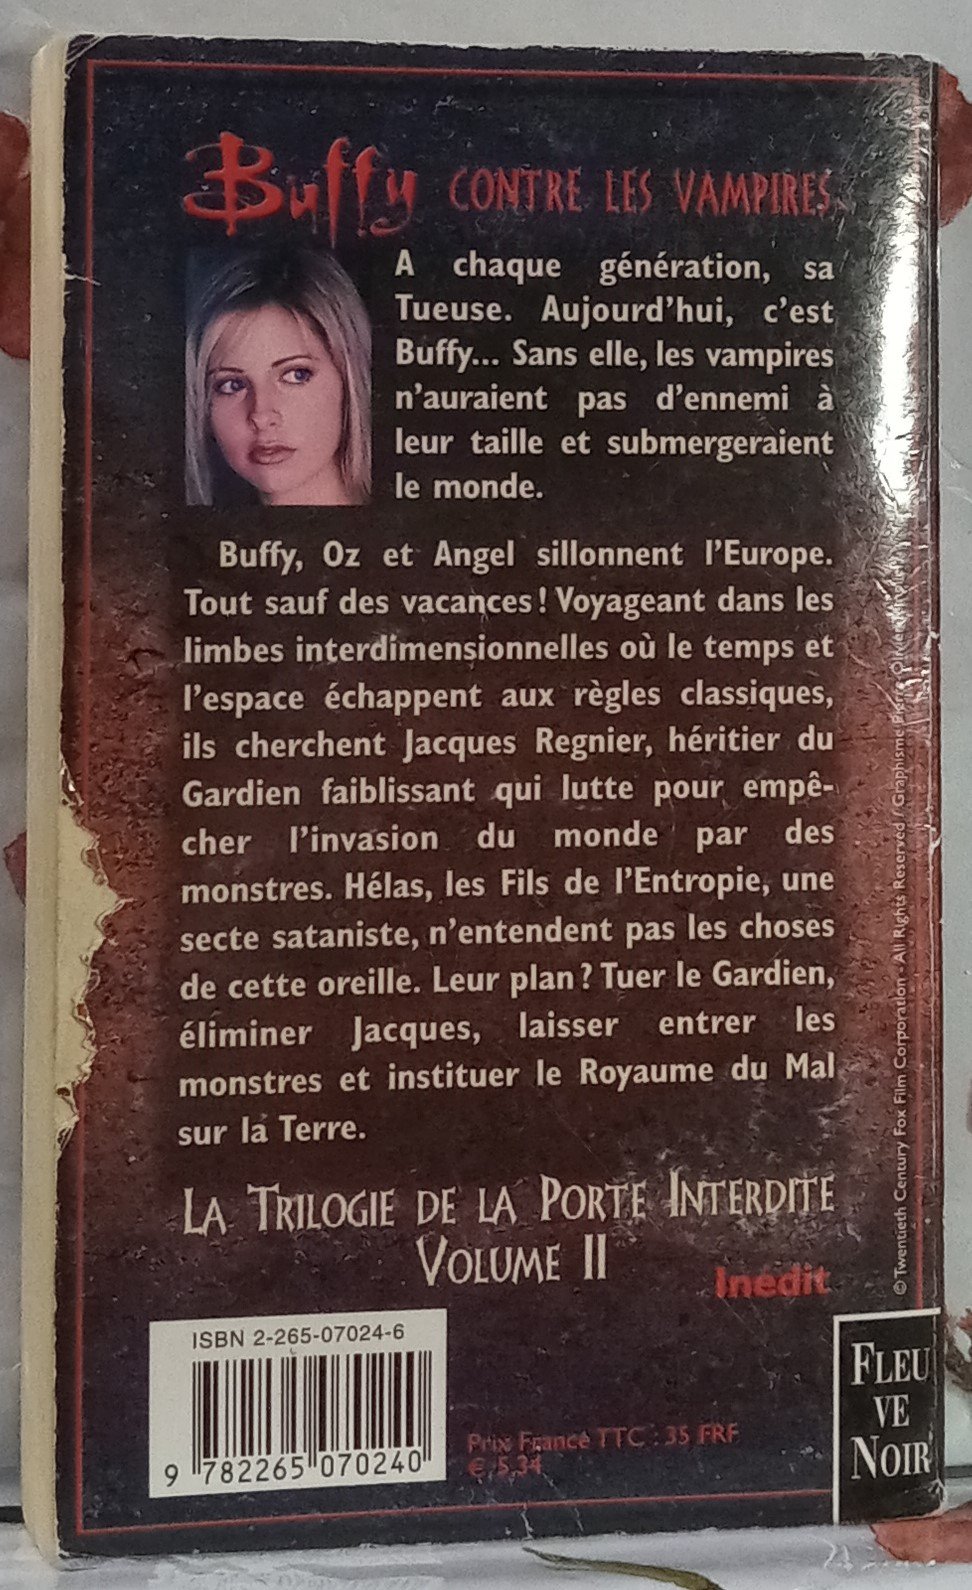 Buffy CONTRE LES VAMPIRES
A chaque génération, sa
Tueuse. Aujourd'hui, c'est
Buffy... Sans elle, les vampires
n'auraient pas d'ennemi à
leur taille et submergeraient
le monde.
Buffy, Oz et Angel sillonnent l'Europe.
Tout sauf des vacances ! Voyageant dans les
limbes interdimensionnelles où le temps et
l'espace échappent aux règles classiques,
ils cherchent Jacques Regnier, héritier du
Gardien faiblissant qui lutte pour empê-
cher l'invasion du monde par des
monstres. Hélas, les Fils de l'Entropie, une
secte sataniste, n'entendent pas les choses
de cette oreille. Leur plan ? Tuer le Gardien,
éliminer Jacques, laisser entrer les
monstres et instituer le Royaume du Mal
sur la Terre.
LA TRILOGIE DE LA PORTE INTERDITE
VOLUME II
Inédit
ISBN 2-265-07024-6
9 782265 070240
Prix France TTC : 35 FRF
€ 5,34
FLEU
VE
NOIR
© Twentieth Century Fox Film Corporation - All Rights Reserved / Graphisme